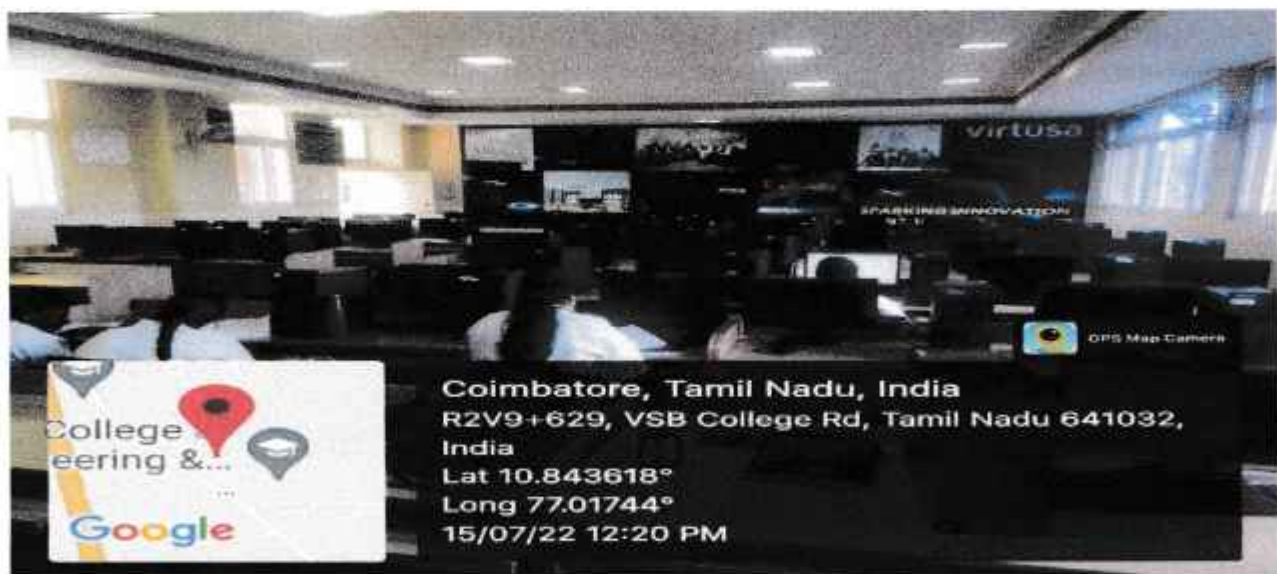 virtusa
SPARKING INNOVATION
GPS Map Camera
College
eering &...
...
Google
Coimbatore, Tamil Nadu, India
R2V9+629, VSB College Rd, Tamil Nadu 641032,
India
Lat 10.843618°
Long 77.01744°
15/07/22 12:20 PM